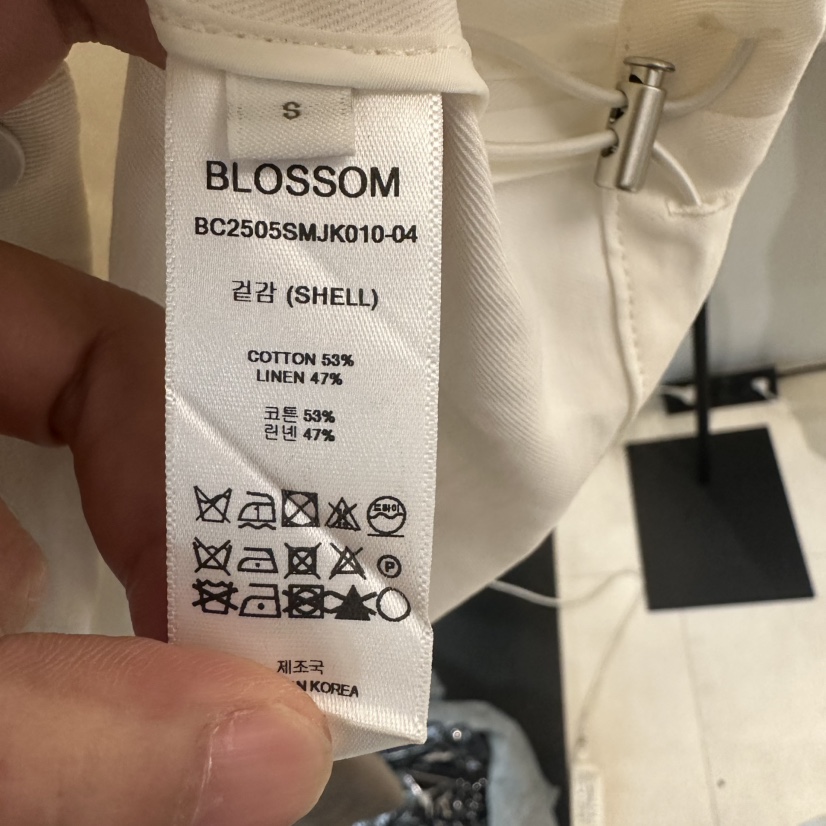 S
BLOSSOM
BC2505SMJK010-04
겉감 (SHELL)
COTTON 53%
LINEN 47%
코튼 53%
린넨 47%
드라이
P
제조국
KOREA